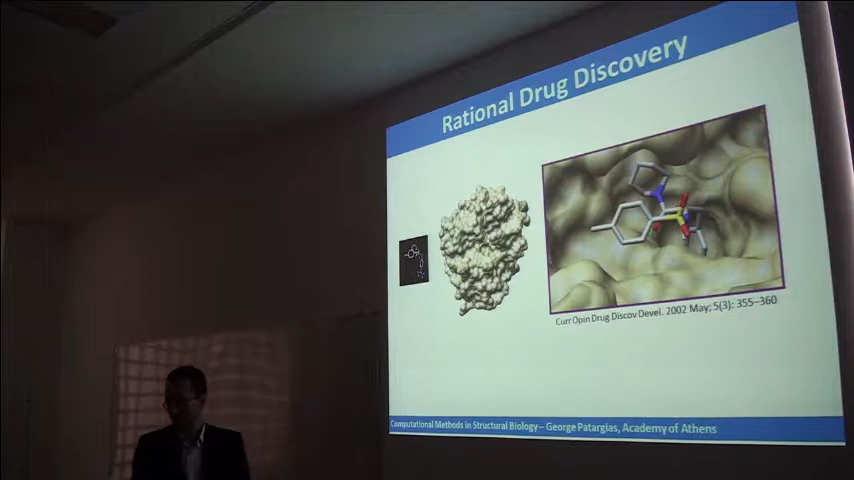 Rational Drug Discovery
Curr Opin Drug Discov Devel. 2002 May; 5(3): 355–360
Computational Methods in Structural Biology – George Patargias, Academy of Athens